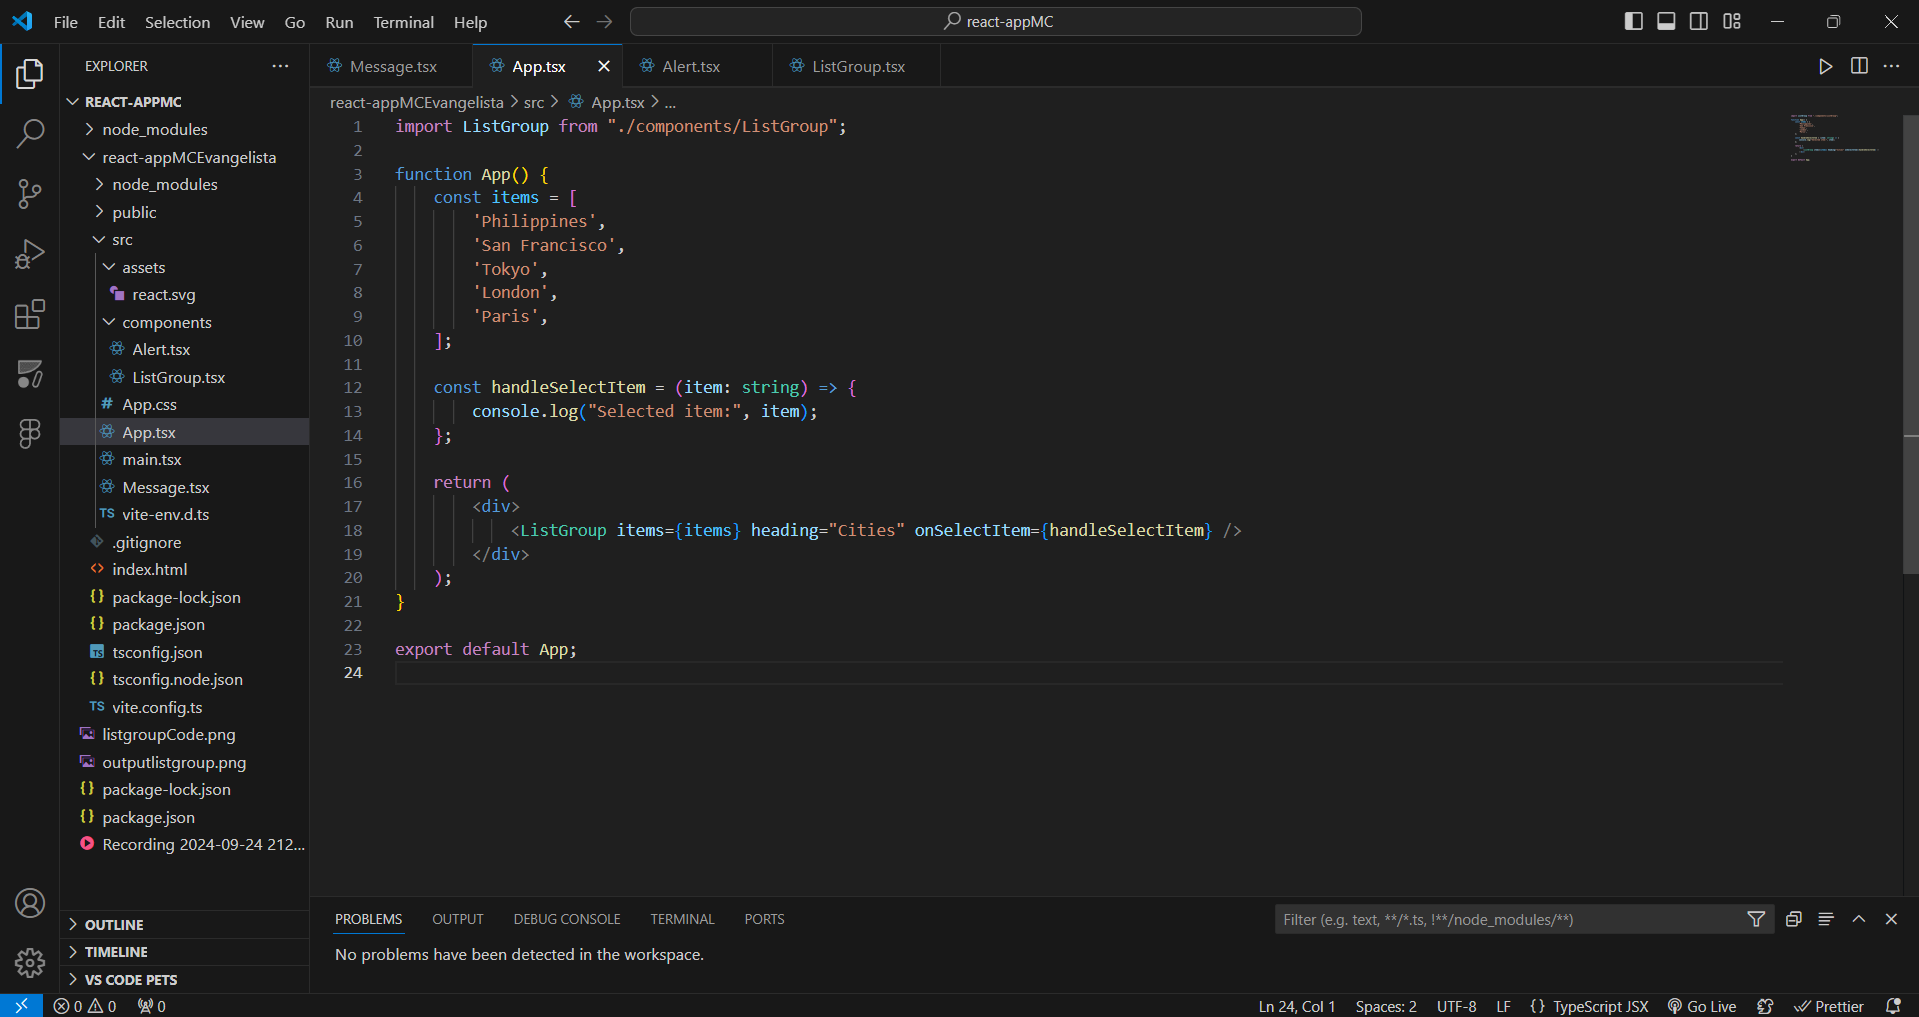 File Edit Selection View Go Run Terminal Help
react-appMC
EXPLORER
Message.tsx App.tsx Alert.tsx ListGroup.tsx
REACT-APPMC
node_modules
react-appMCEvangelista
node_modules
public
src
assets
react.svg
components
Alert.tsx
ListGroup.tsx
# App.css
App.tsx
main.tsx
Message.tsx
TS vite-env.d.ts
.gitignore
<> index.html
{} package-lock.json
{} package.json
TS tsconfig.json
{} tsconfig.node.json
TS vite.config.ts
listgroupCode.png
outputlistgroup.png
{} package-lock.json
{} package.json
Recording 2024-09-24 212...
OUTLINE
TIMELINE
VS CODE PETS
react-appMCEvangelista > src > App.tsx > ...
1 import ListGroup from "./components/ListGroup";
2
3 function App() {
4 const items = [
5 'Philippines',
6 'San Francisco',
7 'Tokyo',
8 'London',
9 'Paris',
10 ];
11
12 const handleSelectItem = (item: string) => {
13 console.log("Selected item:", item);
14 };
15
16 return (
17 <div>
18 <ListGroup items={items} heading="Cities" onSelectItem={handleSelectItem} />
19 </div>
20 );
21 }
22
23 export default App;
24
PROBLEMS OUTPUT DEBUG CONSOLE TERMINAL PORTS
Filter (e.g. text, **/*.ts, !**/node_modules/**)
No problems have been detected in the workspace.
0 0 0
Ln 24, Col 1 Spaces: 2 UTF-8 LF {} TypeScript JSX Go Live Prettier